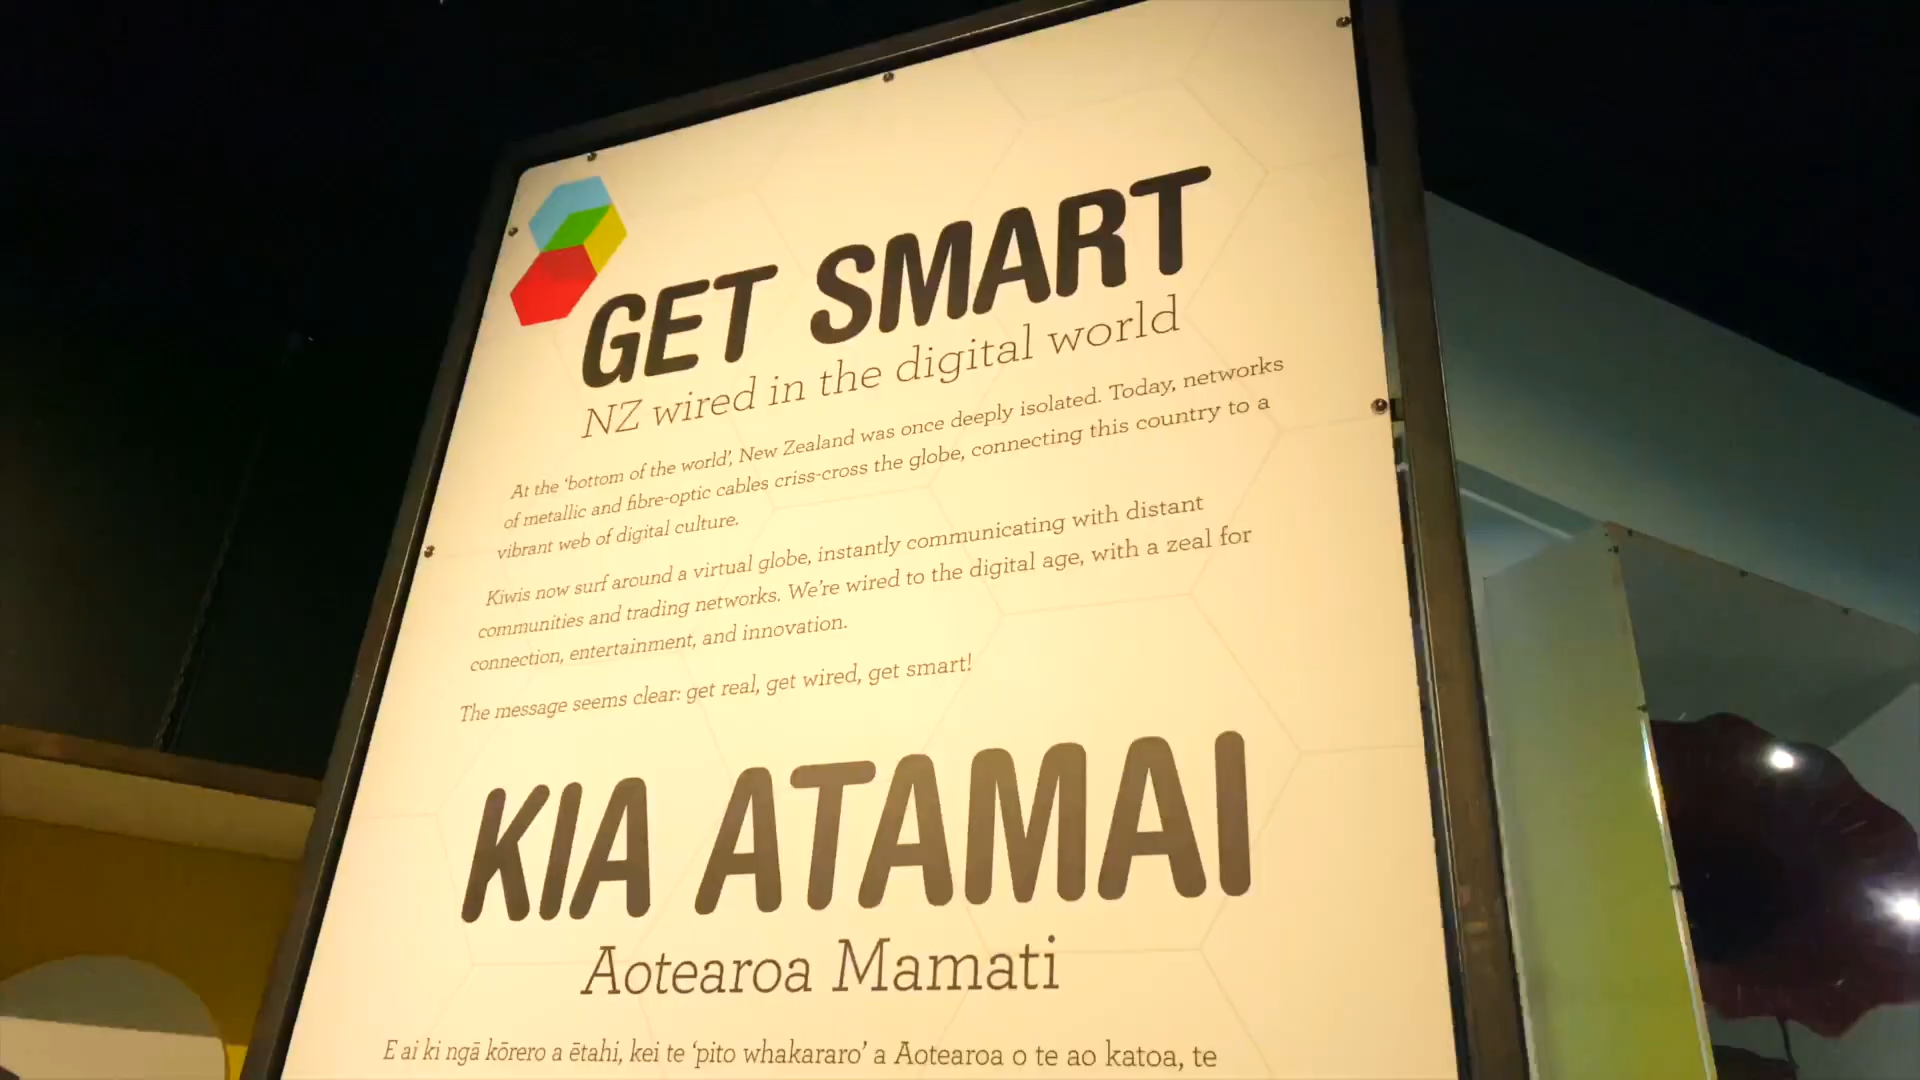 GET SMART
NZ wired in the digital world
At the ‘bottom of the world’, New Zealand was once deeply isolated. Today, networks
of metallic and fibre-optic cables criss-cross the globe, connecting this country to a
vibrant web of digital culture.
Kiwis now surf around a virtual globe, instantly communicating with distant
communities and trading networks. We’re wired to the digital age, with a zeal for
connection, entertainment, and innovation.
The message seems clear: get real, get wired, get smart!
KIA ATAMAI
Aotearoa Mamati
E ai ki ngā kōrero a ētahi, kei te ‘pito whakararo’ a Aotearoa o te ao katoa, te